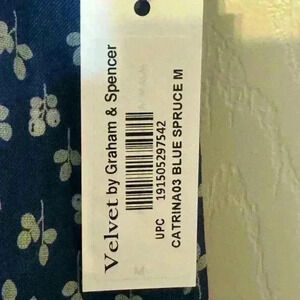 Velvet by Graham & Spencer
UPC 191505297542
CATRINA03 BLUE SPRUCE M
M